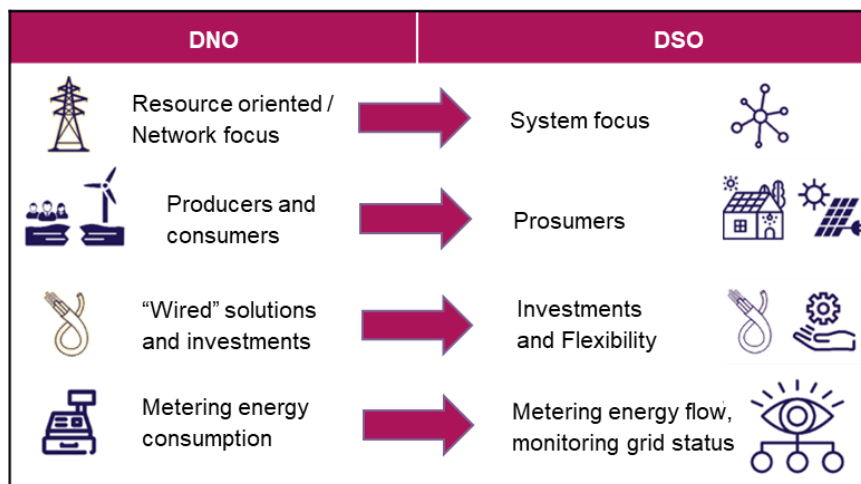 DNO
DSO
Resource oriented /
Network focus
System focus
Producers and
consumers
Prosumers
“Wired” solutions
and investments
Investments
and Flexibility
Metering energy
consumption
Metering energy flow,
monitoring grid status